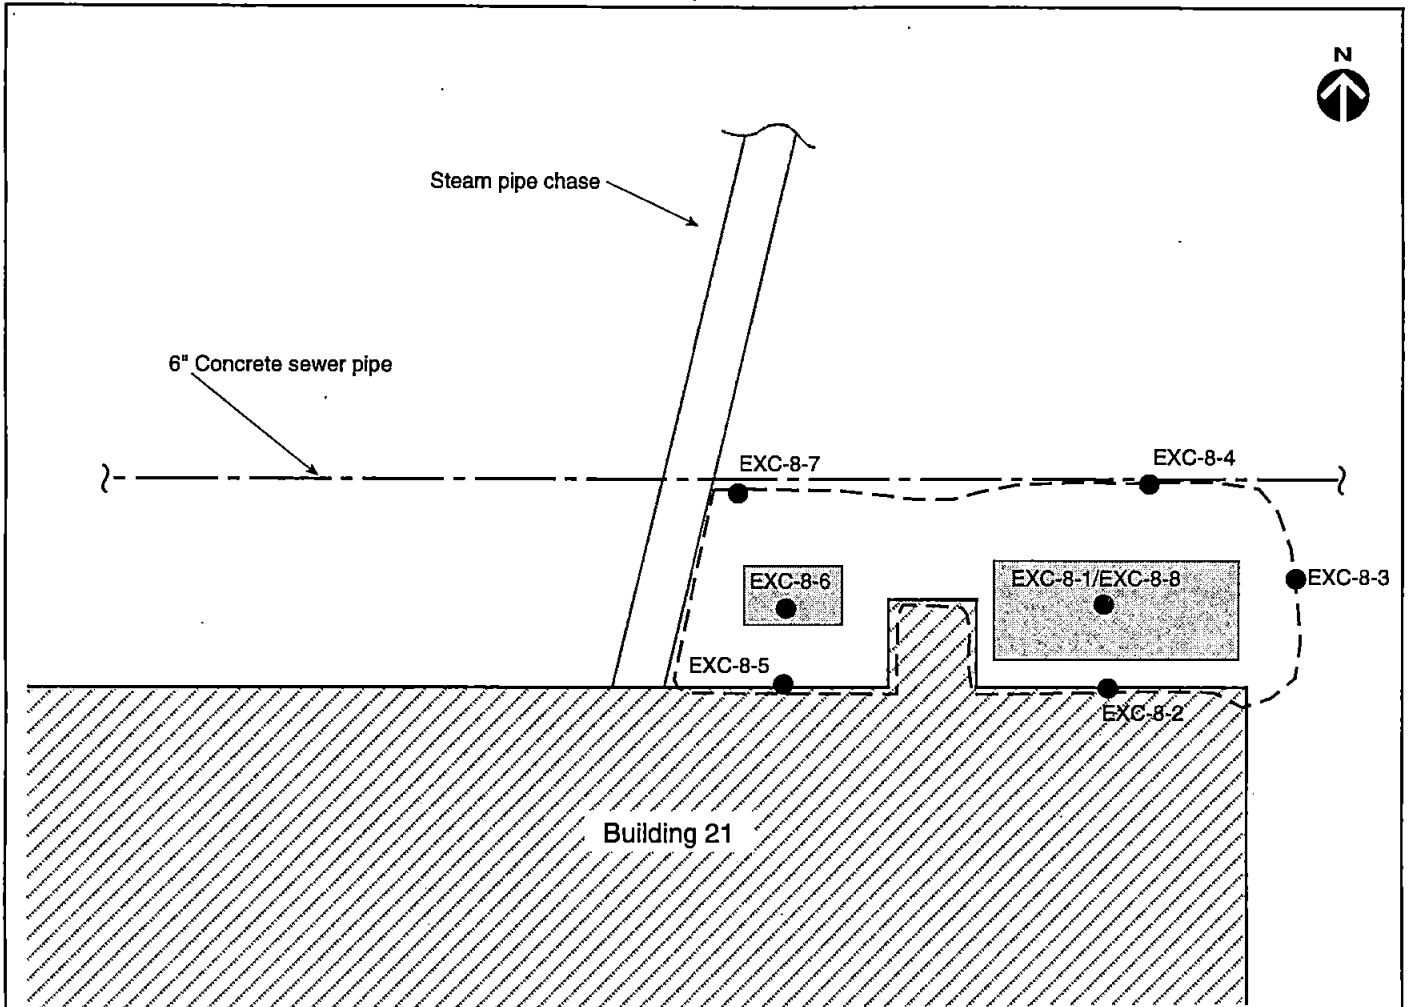 N
Steam pipe chase
6" Concrete sewer pipe
EXC-8-7
EXC-8-4
EXC-8-6
EXC-8-1/EXC-8-8
EXC-8-3
EXC-8-5
EXC-8-2
Building 21